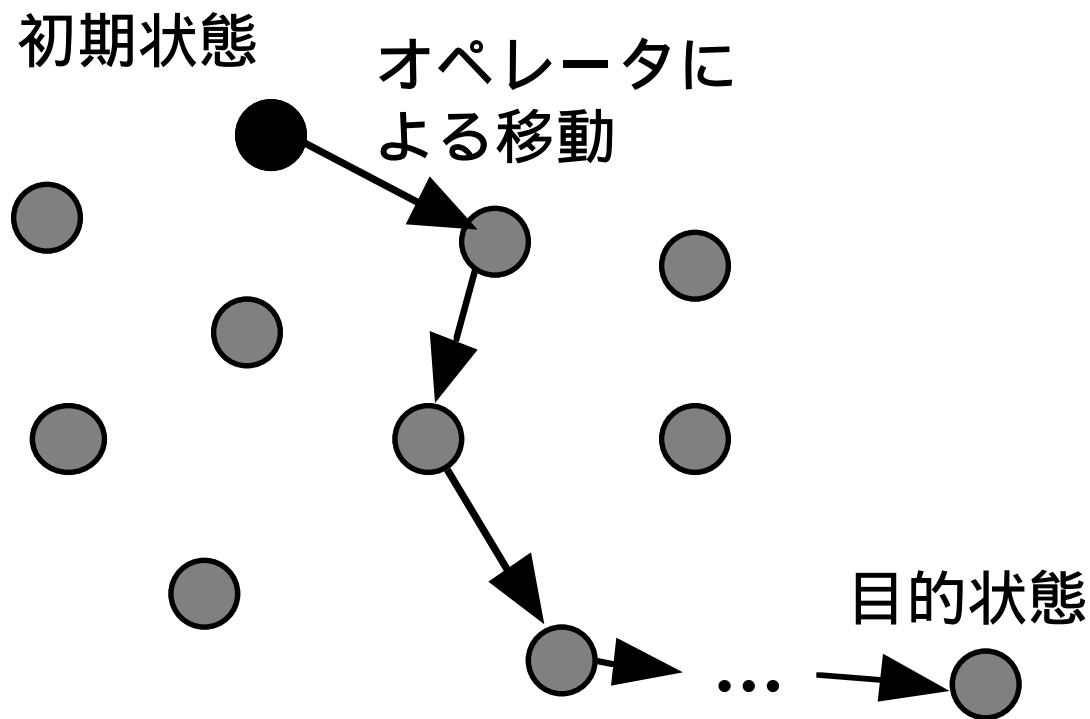 初期状態
オペレータに
よる移動
目的状態
…